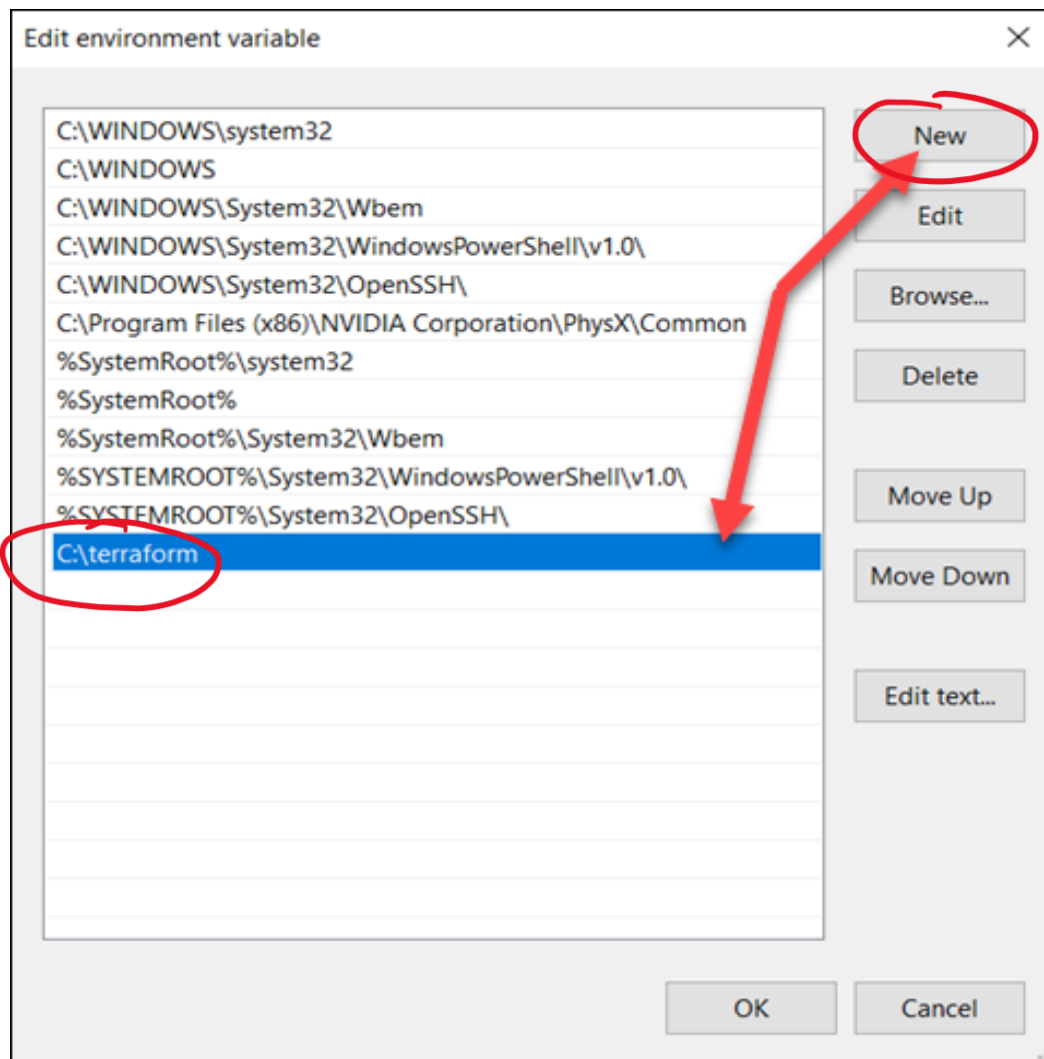 Edit environment variable
C:\WINDOWS\system32
C:\WINDOWS
C:\WINDOWS\System32\Wbem
C:\WINDOWS\System32\WindowsPowerShell\v1.0\
C:\WINDOWS\System32\OpenSSH\
C:\Program Files (x86)\NVIDIA Corporation\PhysX\Common
%SystemRoot%\system32
%SystemRoot%
%SystemRoot%\System32\Wbem
%SYSTEMROOT%\System32\WindowsPowerShell\v1.0\
%SYSTEMROOT%\System32\OpenSSH\
C:\terraform
New
Edit
Browse...
Delete
Move Up
Move Down
Edit text...
OK
Cancel